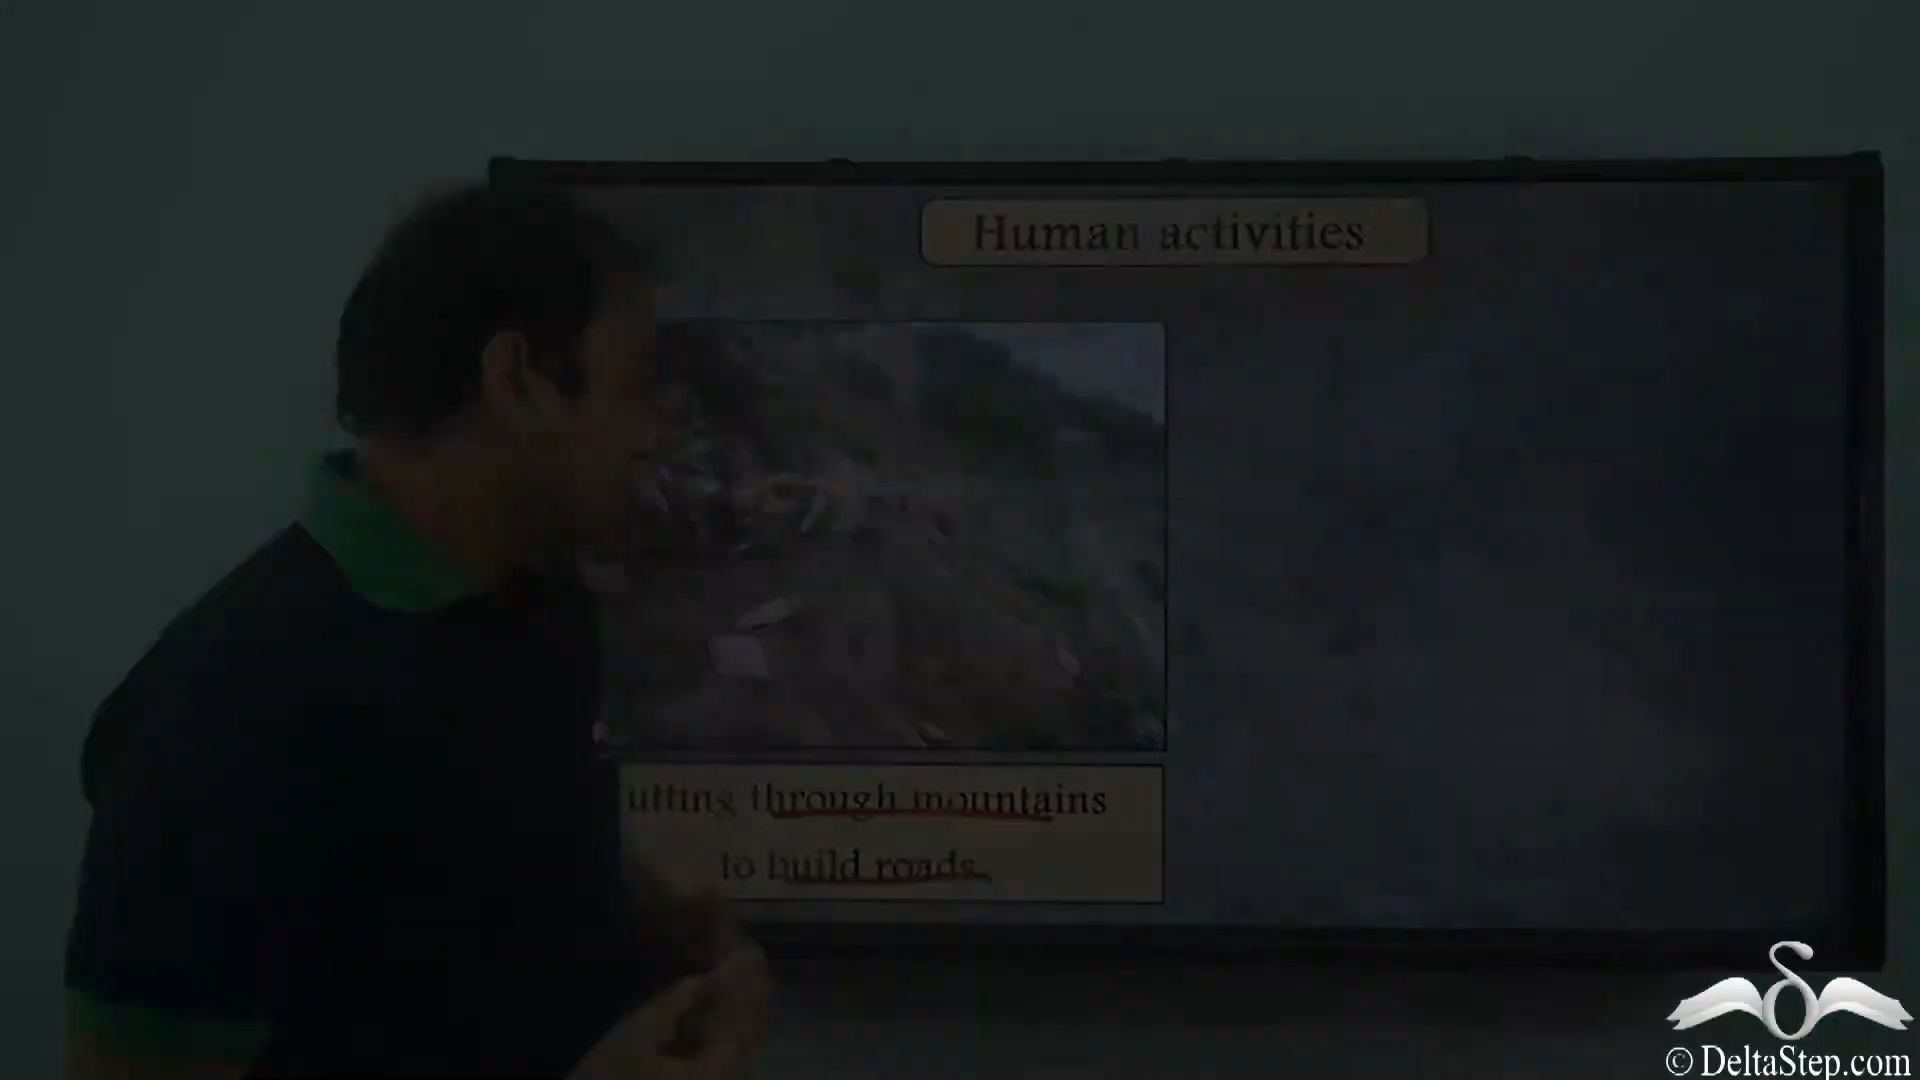 Human activities
utting through mountains
to build roads
© DeltaStep.com